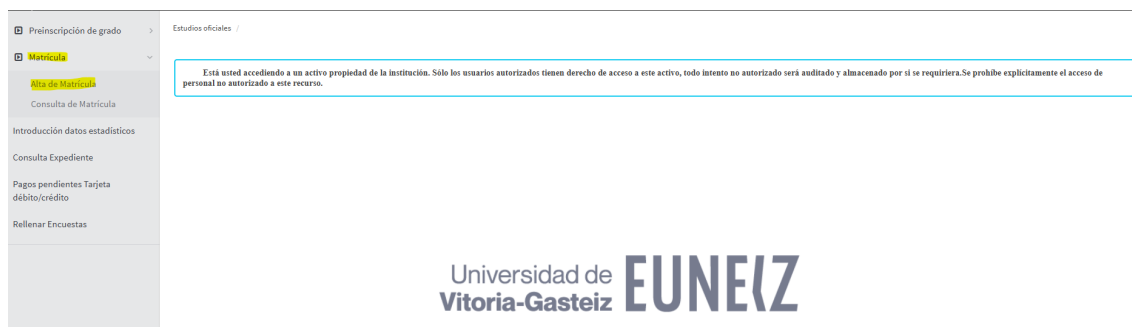 Preinscripción de grado
Matrícula
Alta de Matrícula
Consulta de Matrícula
Introducción datos estadísticos
Consulta Expediente
Pagos pendientes Tarjeta
débito/crédito
Rellenar Encuestas
Estudios oficiales /
Está usted accediendo a un activo propiedad de la institución. Sólo los usuarios autorizados tienen derecho de acceso a este activo, todo intento no autorizado será auditado y almacenado por si se requiriera.Se prohíbe explícitamente el acceso de
personal no autorizado a este recurso.
Universidad de
Vitoria-Gasteiz
EUNEIZ